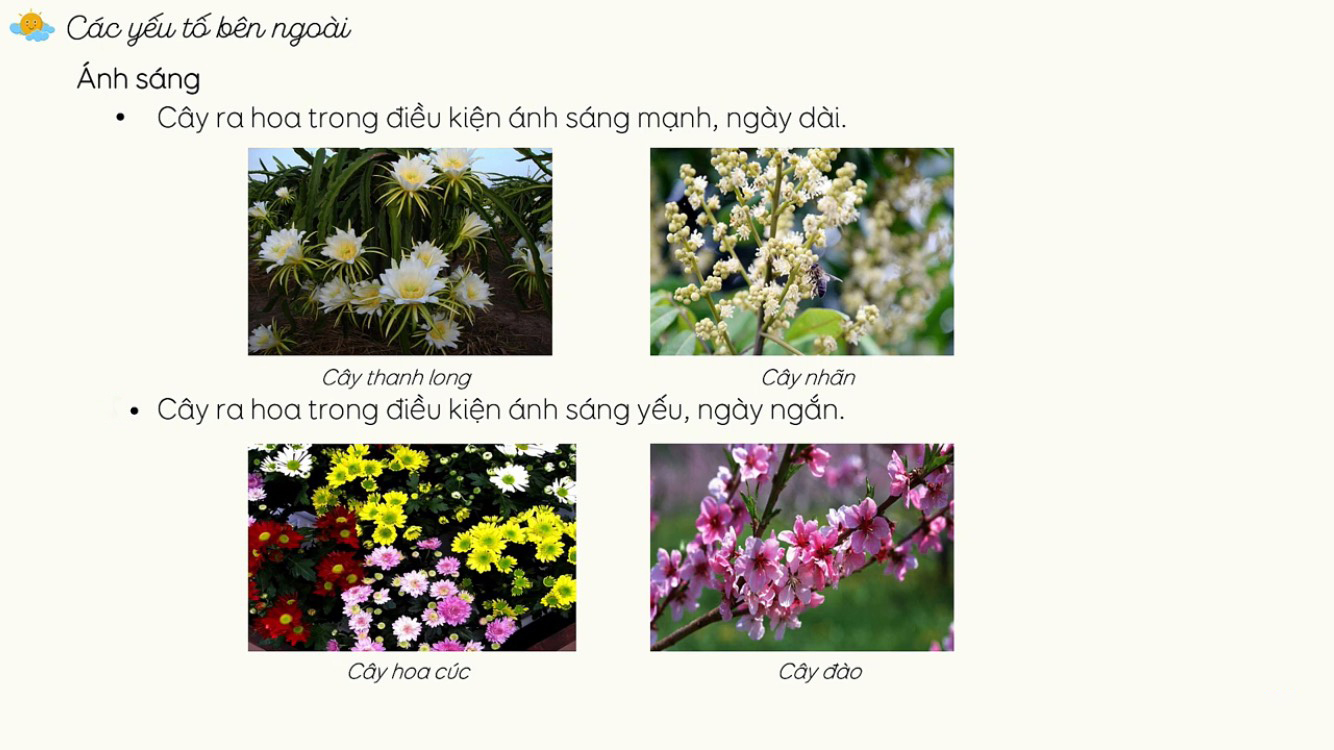 Các yếu tố bên ngoài
Ánh sáng
• Cây ra hoa trong điều kiện ánh sáng mạnh, ngày dài.
Cây thanh long
Cây nhãn
• Cây ra hoa trong điều kiện ánh sáng yếu, ngày ngắn.
Cây hoa cúc
Cây đào